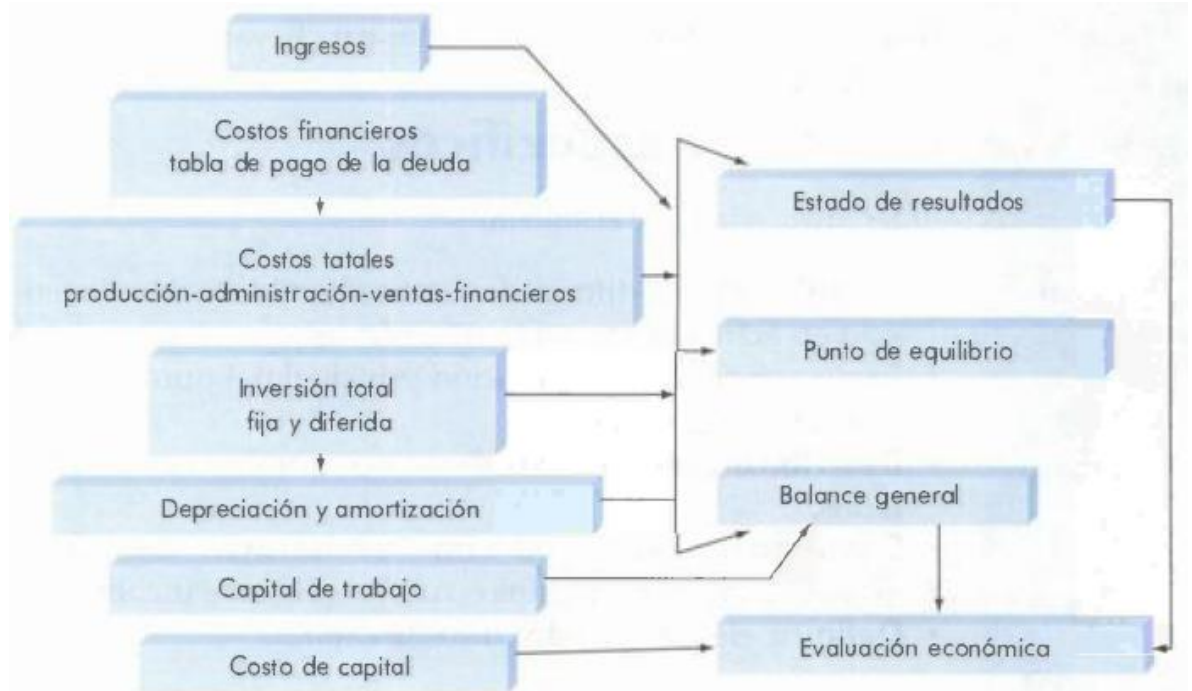 Ingresos
Costos financieros
tabla de pago de la deuda
Costos tatales
producción-administración-ventas-financieros
Inversión total
fija y diferida
Depreciación y amortización
Capital de trabajo
Costo de capital
Estado de resultados
Punto de equilibrio
Balance general
Evaluación económica